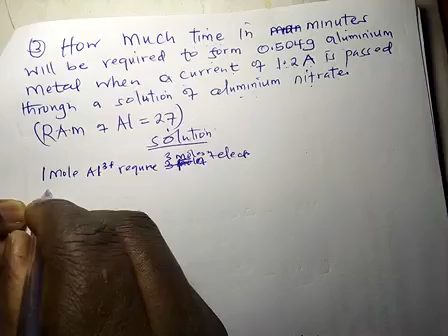 ③ How much time in minutes
will be required to form 0.504g aluminium
metal when a current of 1.2A is passed
through a solution of aluminium nitrate.
(RAM of Al = 27)
Solution
1 mole Al³⁺ requre 3 moles of elec